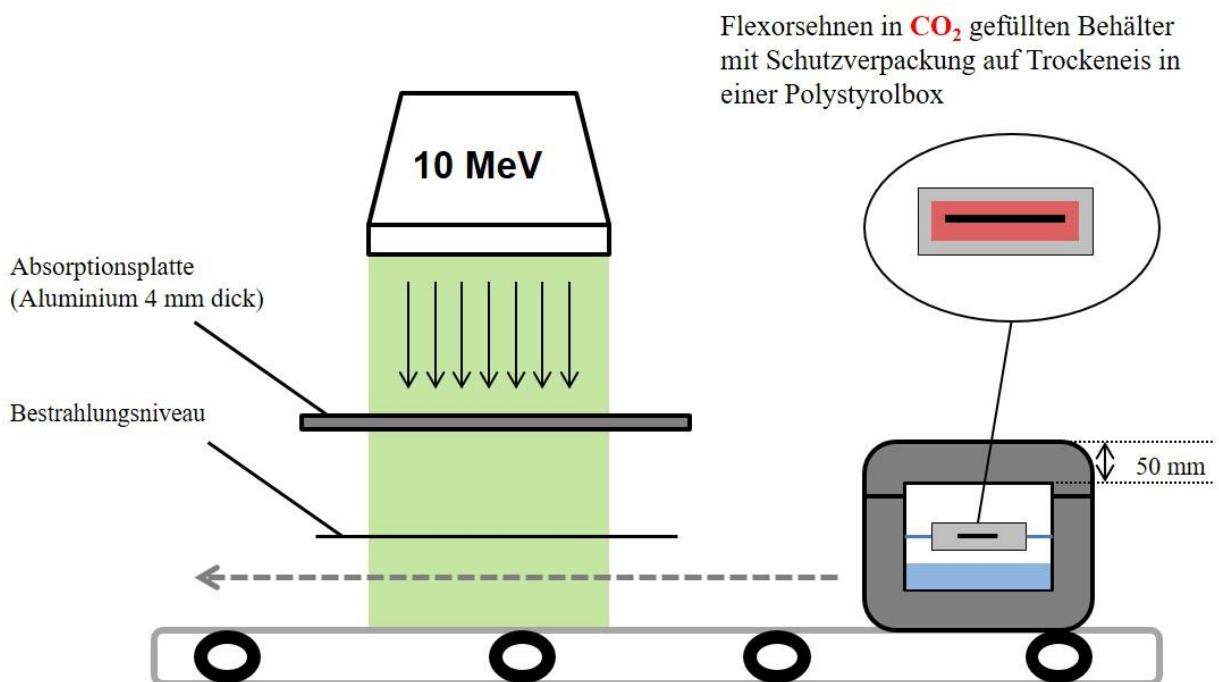 Flexorsehnen in CO₂ gefüllten Behälter
mit Schutzverpackung auf Trockeneis in
einer Polystyrolbox
10 MeV
Absorptionsplatte
(Aluminium 4 mm dick)
Bestrahlungsniveau
50 mm